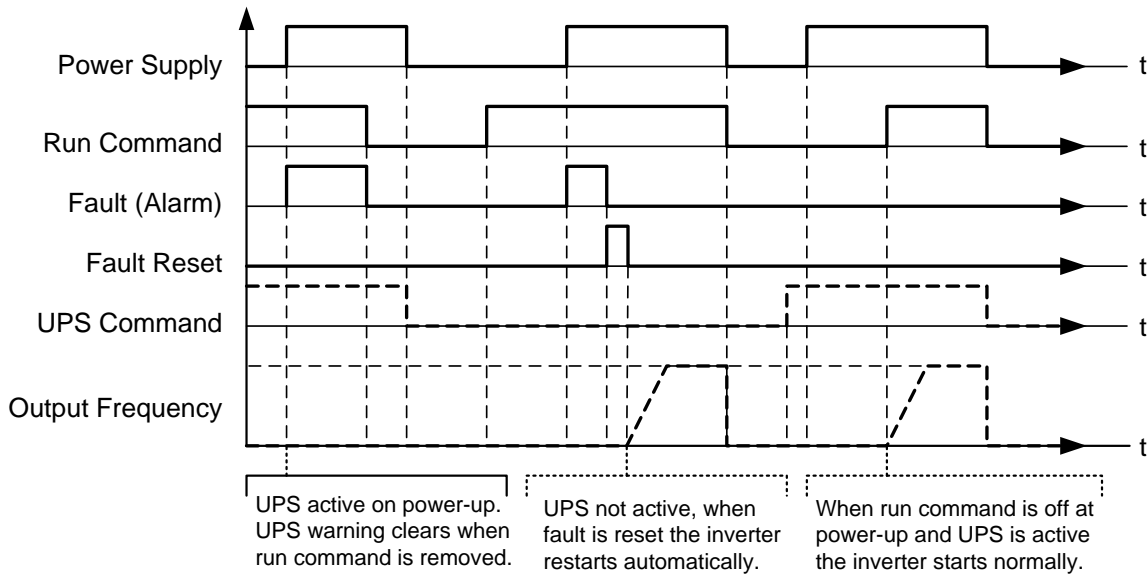 Power Supply
t
Run Command
t
Fault (Alarm)
t
Fault Reset
t
UPS Command
t
Output Frequency
t
UPS active on power-up.
UPS warning clears when
run command is removed.
UPS not active, when
fault is reset the inverter
restarts automatically.
When run command is off at
power-up and UPS is active
the inverter starts normally.